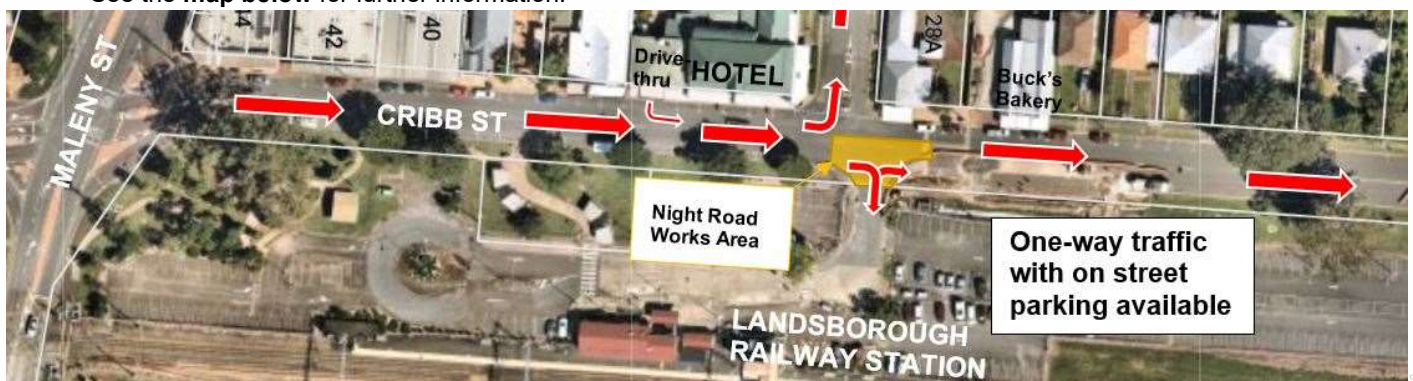 See the map below for further information.
MALENY ST
44
42
40
Drive-
thru
HOTEL
28A
Buck's
Bakery
CRIBB ST
Night Road
Works Area
One-way traffic
with on street
parking available
LANDSBOROUGH
RAILWAY STATION